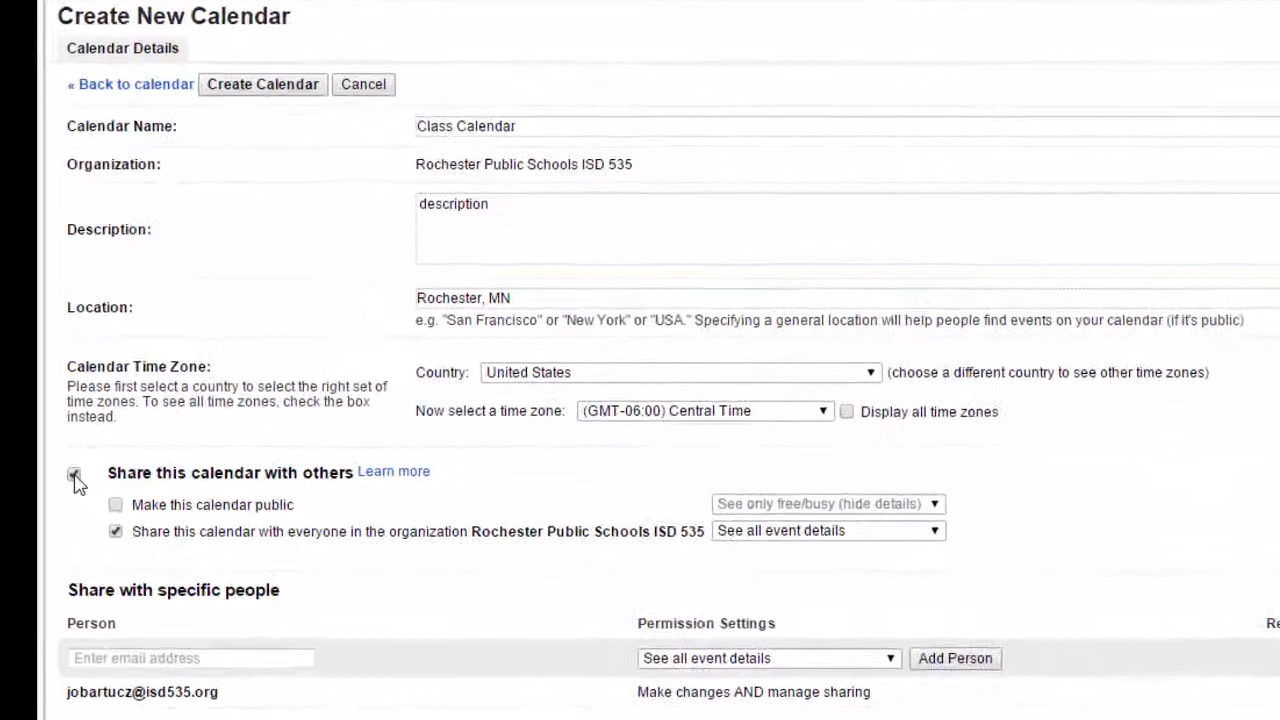 Create New Calendar
Calendar Details
« Back to calendar Create Calendar Cancel
Calendar Name: Class Calendar
Organization: Rochester Public Schools ISD 535
Description: description
Location: Rochester, MN
e.g. "San Francisco" or "New York" or "USA." Specifying a general location will help people find events on your calendar (if it's public)
Calendar Time Zone:
Please first select a country to select the right set of
time zones. To see all time zones, check the box
instead.
Country: United States (choose a different country to see other time zones)
Now select a time zone: (GMT-06:00) Central Time Display all time zones
Share this calendar with others Learn more
Make this calendar public See only free/busy (hide details)
Share this calendar with everyone in the organization Rochester Public Schools ISD 535 See all event details
Share with specific people
Person Permission Settings
Enter email address See all event details Add Person
jobartucz@isd535.org Make changes AND manage sharing